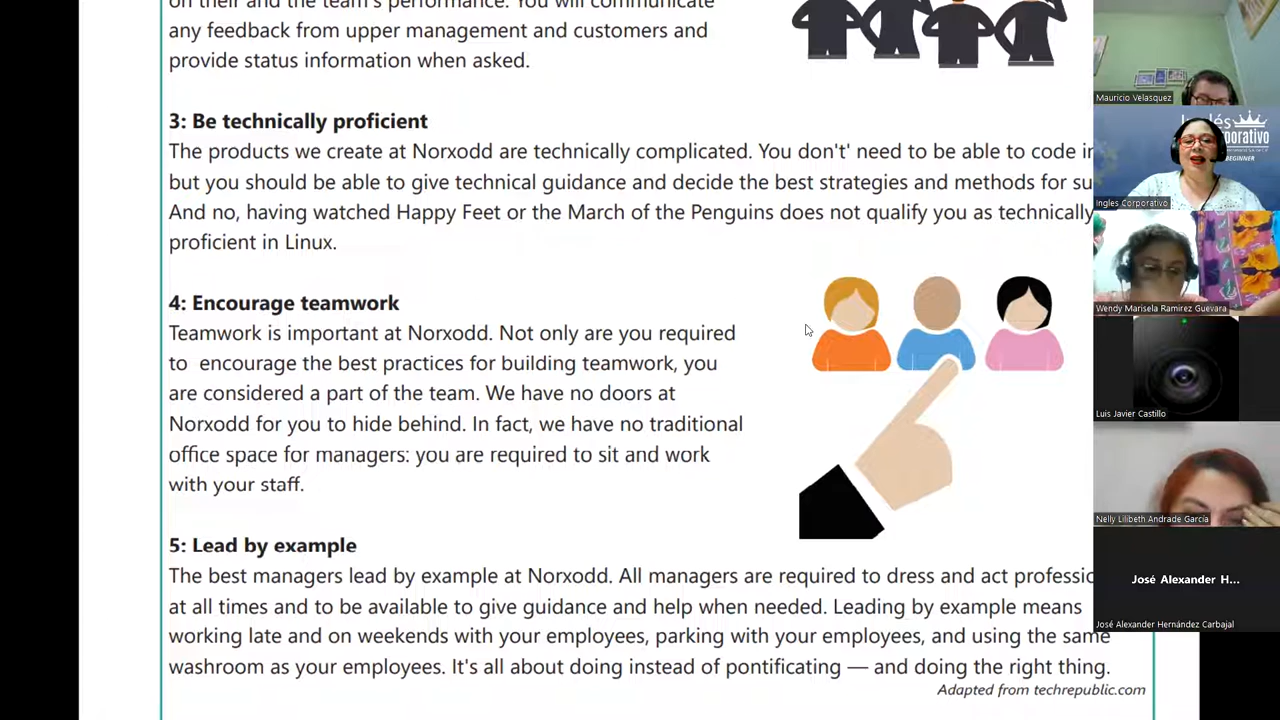 on their and the team's performance. You will communicate
any feedback from upper management and customers and
provide status information when asked.
3: Be technically proficient
The products we create at Norxodd are technically complicated. You don't' need to be able to code in
but you should be able to give technical guidance and decide the best strategies and methods for su
And no, having watched Happy Feet or the March of the Penguins does not qualify you as technically
proficient in Linux.
4: Encourage teamwork
Teamwork is important at Norxodd. Not only are you required
to encourage the best practices for building teamwork, you
are considered a part of the team. We have no doors at
Norxodd for you to hide behind. In fact, we have no traditional
office space for managers: you are required to sit and work
with your staff.
5: Lead by example
The best managers lead by example at Norxodd. All managers are required to dress and act professio
at all times and to be available to give guidance and help when needed. Leading by example means
working late and on weekends with your employees, parking with your employees, and using the same
washroom as your employees. It's all about doing instead of pontificating — and doing the right thing.
Adapted from techrepublic.com
Mauricio Velasquez
Inglés
orporativo
BEGINNER
Ingles Corporativo
Wendy Marisela Ramirez Guevara
Luis Javier Castillo
Nelly Lilibeth Andrade García
José Alexander H...
José Alexander Hernández Carbajal